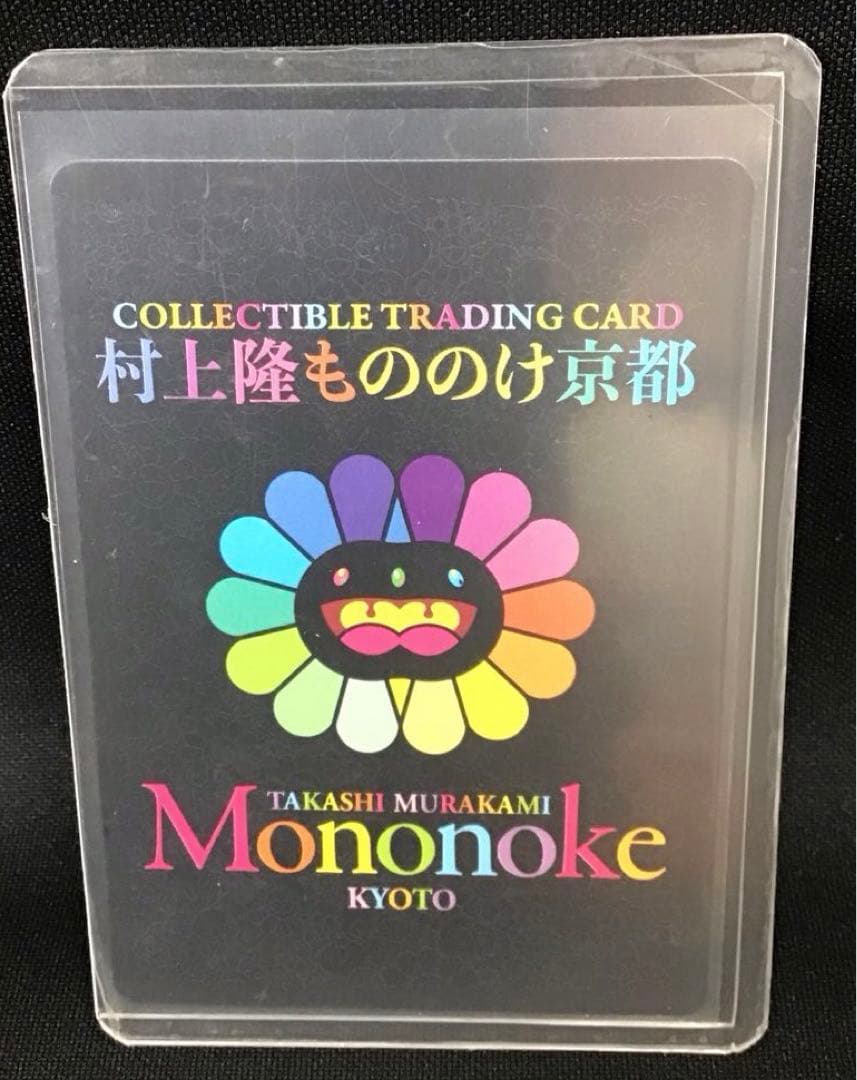 COLLECTIBLE TRADING CARD
村上隆もののけ京都
TAKASHI MURAKAMI
Mononoke
KYOTO